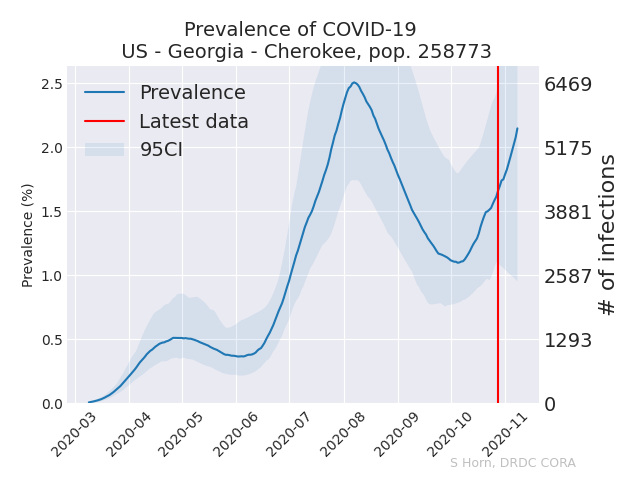 Prevalence of COVID-19
US - Georgia - Cherokee, pop. 258773
Prevalence
Latest data
95CI
Prevalence (%)
2.5
2.0
1.5
1.0
0.5
0.0
6469
5175
3881
2587
1293
0
# of infections
2020-03
2020-04
2020-05
2020-06
2020-07
2020-08
2020-09
2020-10
2020-11
S Horn, DRDC CORA